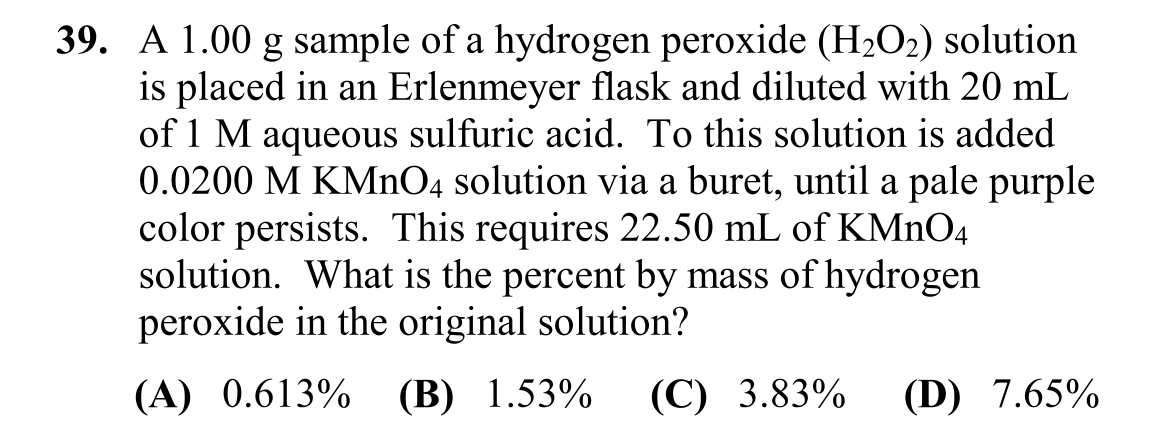 39. A 1.00 g sample of a hydrogen peroxide (H₂O₂) solution
is placed in an Erlenmeyer flask and diluted with 20 mL
of 1 M aqueous sulfuric acid. To this solution is added
0.0200 M KMnO₄ solution via a buret, until a pale purple
color persists. This requires 22.50 mL of KMnO₄
solution. What is the percent by mass of hydrogen
peroxide in the original solution?
(A) 0.613% (B) 1.53% (C) 3.83% (D) 7.65%